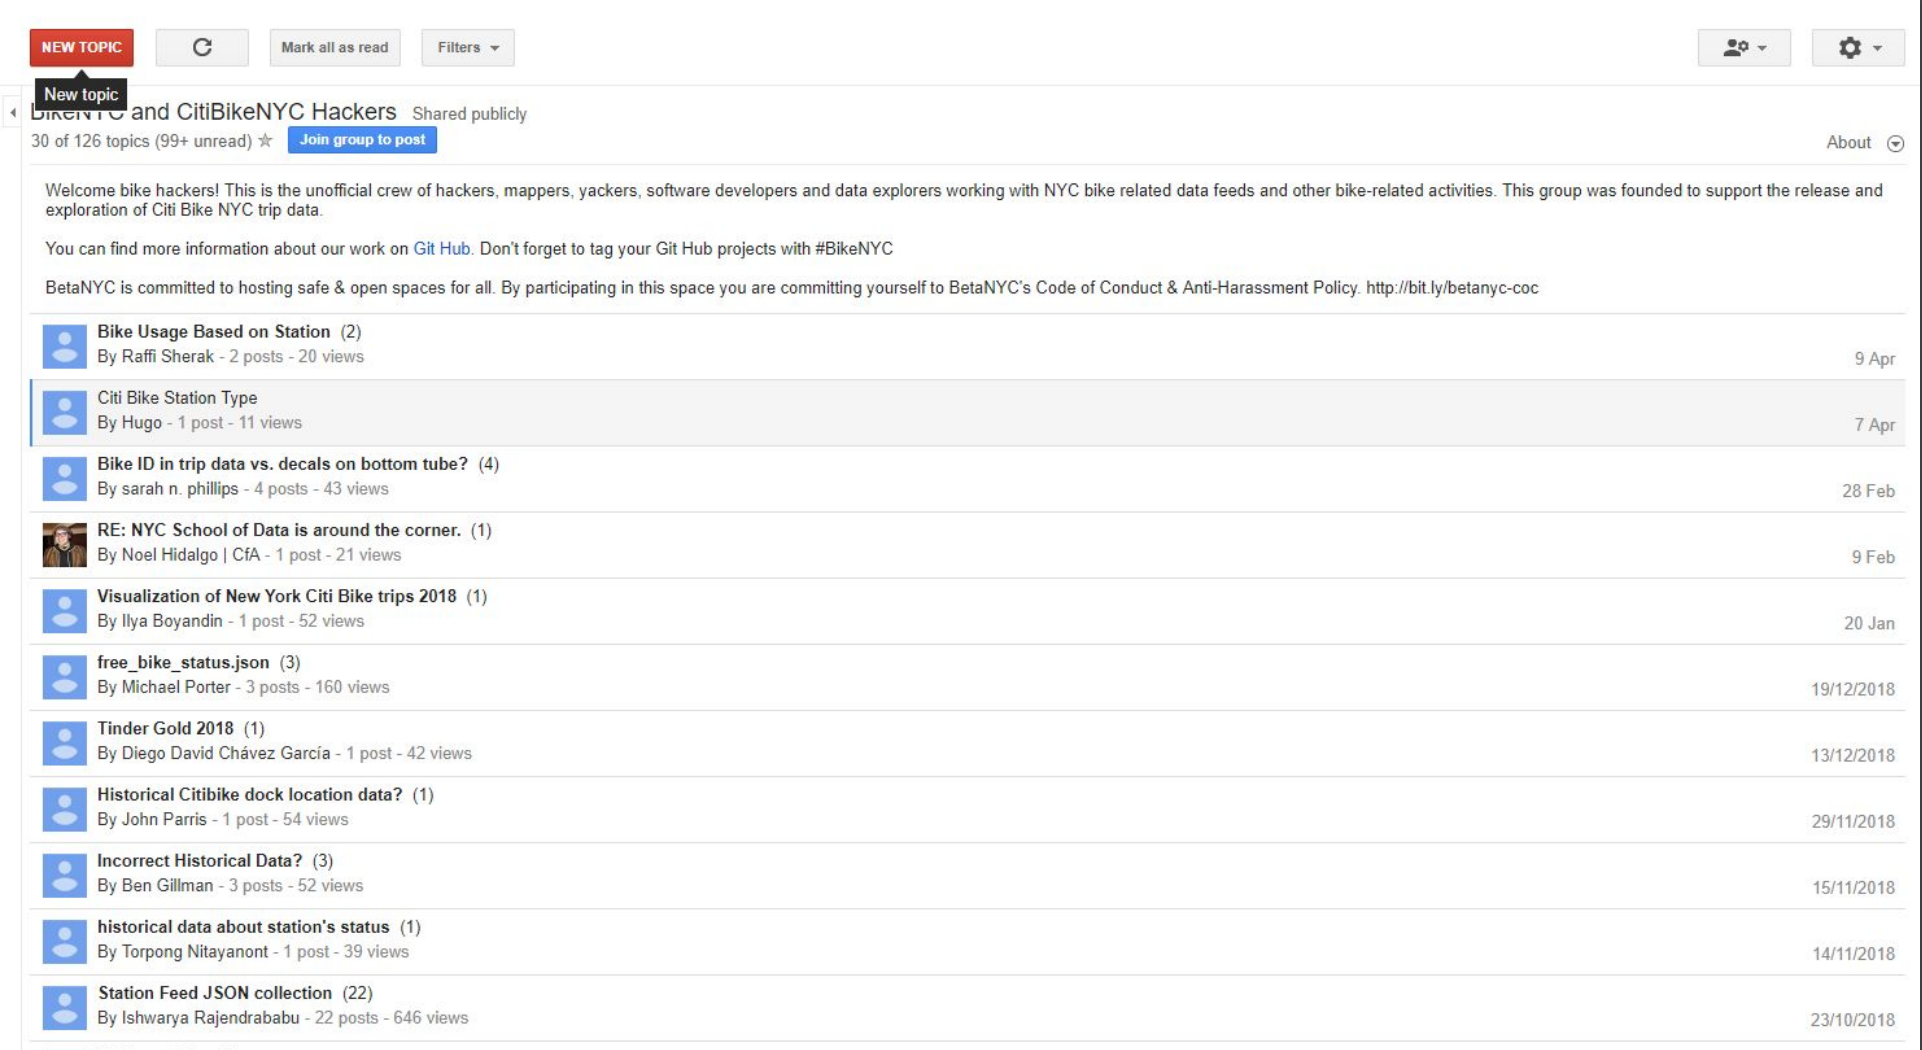 NEW TOPIC
Mark all as read
Filters
New topic
BikeNYC and CitiBikeNYC Hackers Shared publicly
30 of 126 topics (99+ unread)
Join group to post
About
Welcome bike hackers! This is the unofficial crew of hackers, mappers, yackers, software developers and data explorers working with NYC bike related data feeds and other bike-related activities. This group was founded to support the release and
exploration of Citi Bike NYC trip data.
You can find more information about our work on Git Hub. Don't forget to tag your Git Hub projects with #BikeNYC
BetaNYC is committed to hosting safe & open spaces for all. By participating in this space you are committing yourself to BetaNYC's Code of Conduct & Anti-Harassment Policy. http://bit.ly/betanyc-coc
Bike Usage Based on Station (2)
By Raffi Sherak - 2 posts - 20 views
9 Apr
Citi Bike Station Type
By Hugo - 1 post - 11 views
7 Apr
Bike ID in trip data vs. decals on bottom tube? (4)
By sarah n. phillips - 4 posts - 43 views
28 Feb
RE: NYC School of Data is around the corner. (1)
By Noel Hidalgo | CfA - 1 post - 21 views
9 Feb
Visualization of New York Citi Bike trips 2018 (1)
By Ilya Boyandin - 1 post - 52 views
20 Jan
free_bike_status.json (3)
By Michael Porter - 3 posts - 160 views
19/12/2018
Tinder Gold 2018 (1)
By Diego David Chávez García - 1 post - 42 views
13/12/2018
Historical Citibike dock location data? (1)
By John Parris - 1 post - 54 views
29/11/2018
Incorrect Historical Data? (3)
By Ben Gillman - 3 posts - 52 views
15/11/2018
historical data about station's status (1)
By Torpong Nitayanont - 1 post - 39 views
14/11/2018
Station Feed JSON collection (22)
By Ishwarya Rajendrababu - 22 posts - 646 views
23/10/2018